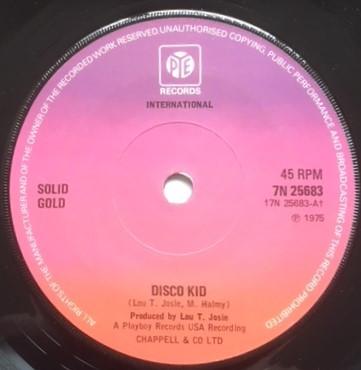 ALL RIGHTS OF THE MANUFACTURER AND OF THE OWNER OF THE RECORDED WORK RESERVED. UNAUTHORISED COPYING, PUBLIC PERFORMANCE AND BROADCASTING OF THIS RECORD PROHIBITED
PYE
RECORDS
INTERNATIONAL
SOLID
GOLD
45 RPM
7N 25683
17N 25683-A†
℗ 1975
DISCO KID
(Lou T. Josie, M. Halmy)
Produced by Lou T. Josie
A Playboy Records USA Recording
CHAPPELL & CO LTD